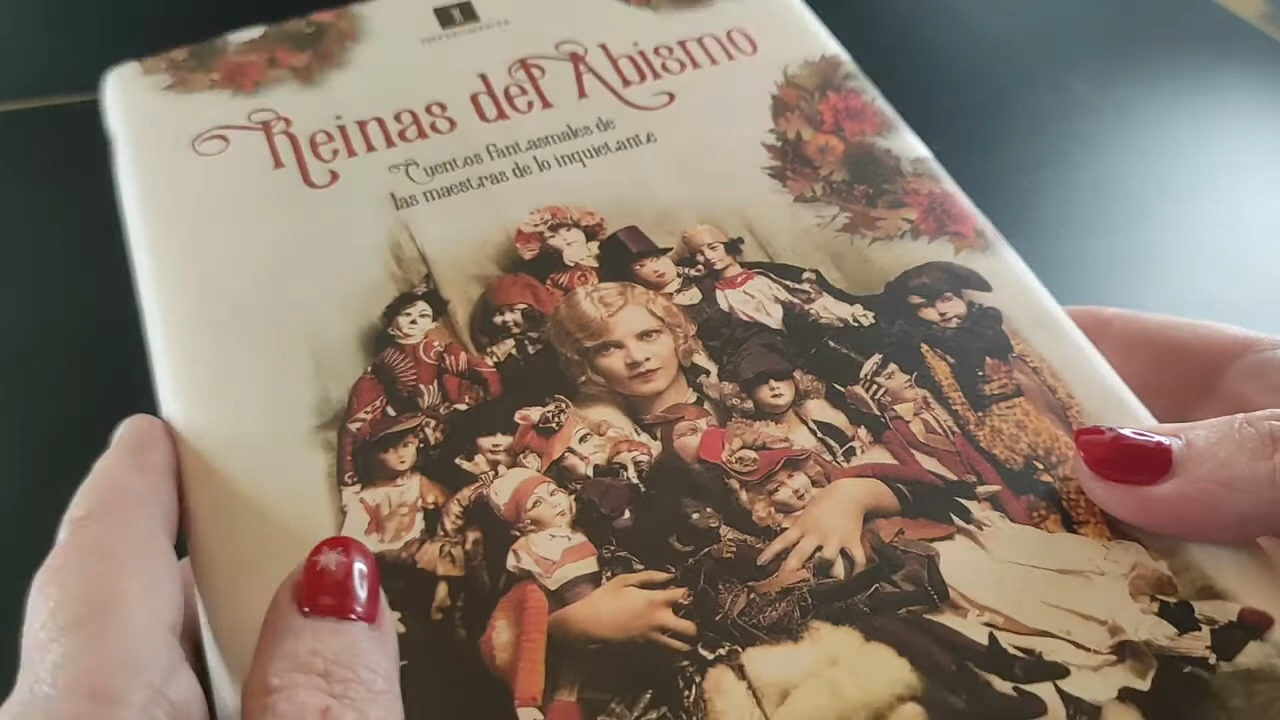 Reinas del Abismo
Cuentos fantasmales de
las maestras de lo inquietante